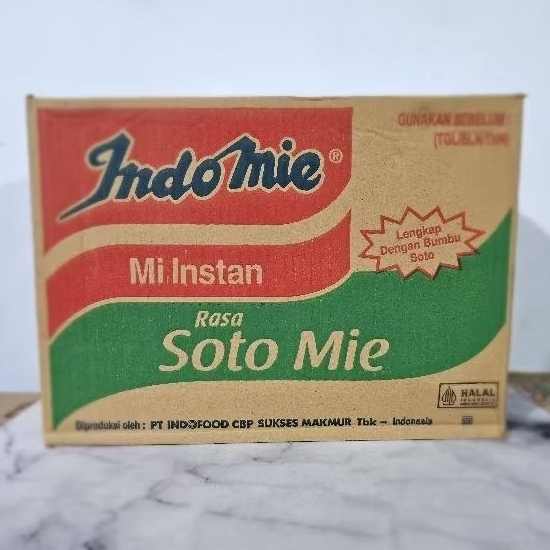 GUNAKAN SEBELUM :
(TGL/BLN/THN)
Indomie®
Lengkap
Dengan Bumbu
Soto
Mi Instan
Rasa
Soto Mie
HALAL
INDONESIA
Diproduksi oleh : PT INDOFOOD CBP SUKSES MAKMUR Tbk – Indonesia